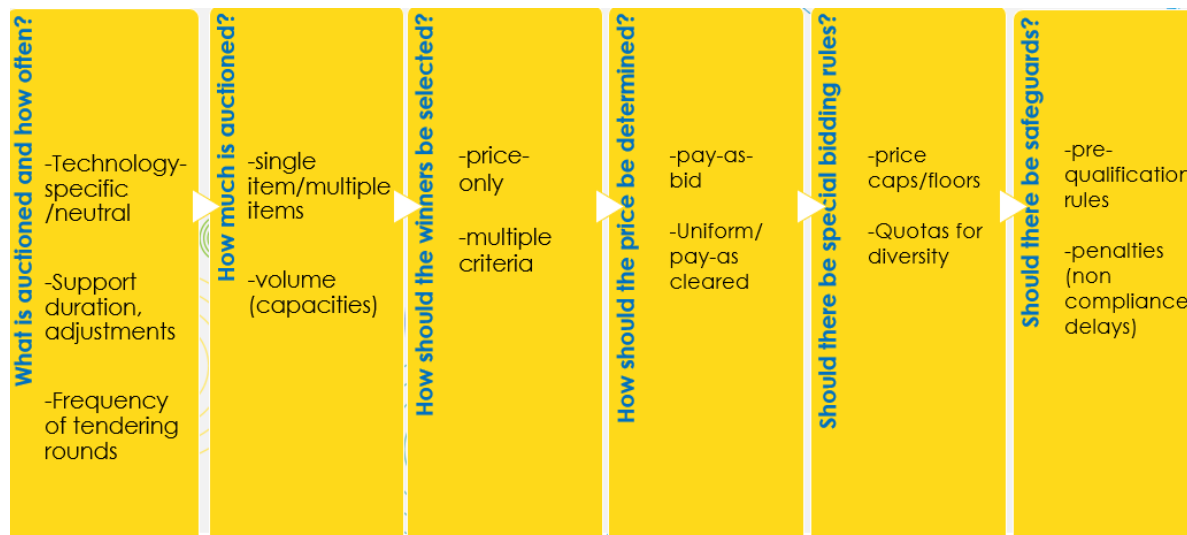 What is auctioned and how often?
-Technology-
specific
/neutral
-Support
duration,
adjustments
-Frequency
of tendering
rounds
How much is auctioned?
-single
item/multiple
items
-volume
(capacities)
How should the winners be selected?
-price-
only
-multiple
criteria
How should the price be determined?
-pay-as-
bid
-Uniform/
pay-as
cleared
Should there be special bidding rules?
-price
caps/floors
-Quotas for
diversity
Should there be safeguards?
-pre-
qualification
rules
-penalties
(non
compliance
delays)